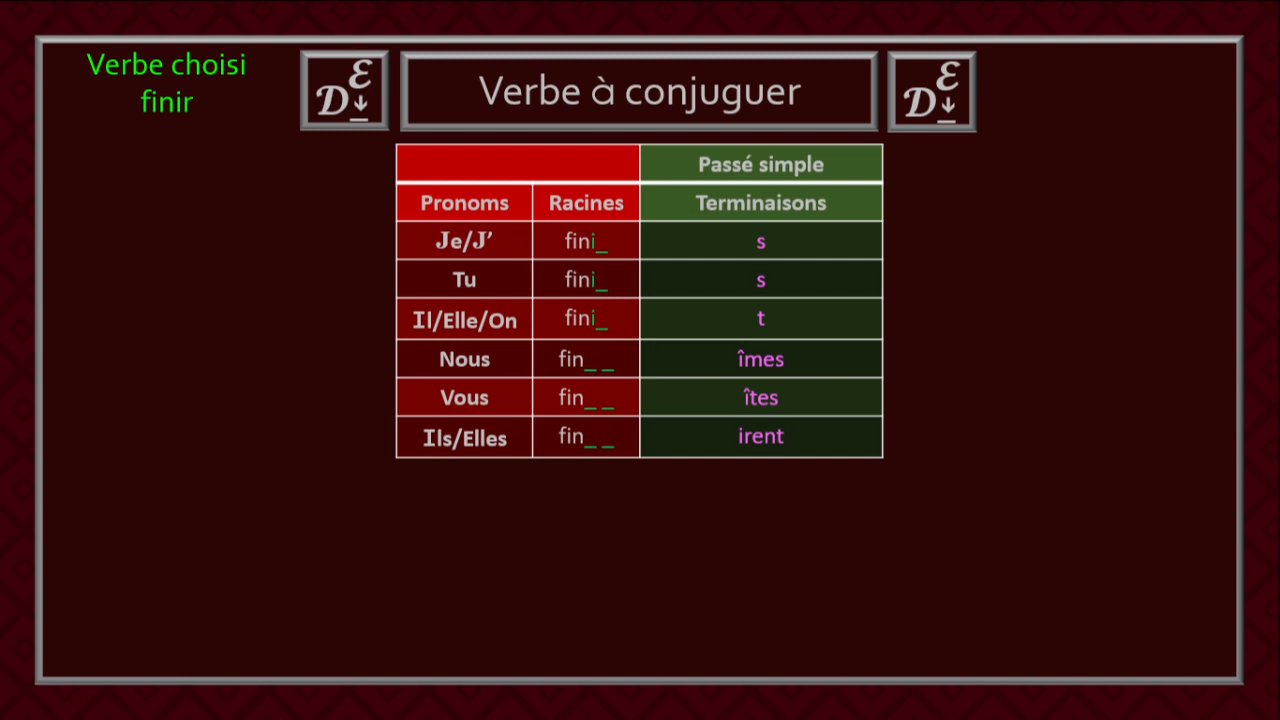 Verbe choisi
finir
Verbe à conjuguer
Passé simple
Pronoms Racines Terminaisons
Je/J’ fini_ s
Tu fini_ s
Il/Elle/On fini_ t
Nous fin_ _ îmes
Vous fin_ _ îtes
Ils/Elles fin_ _ irent